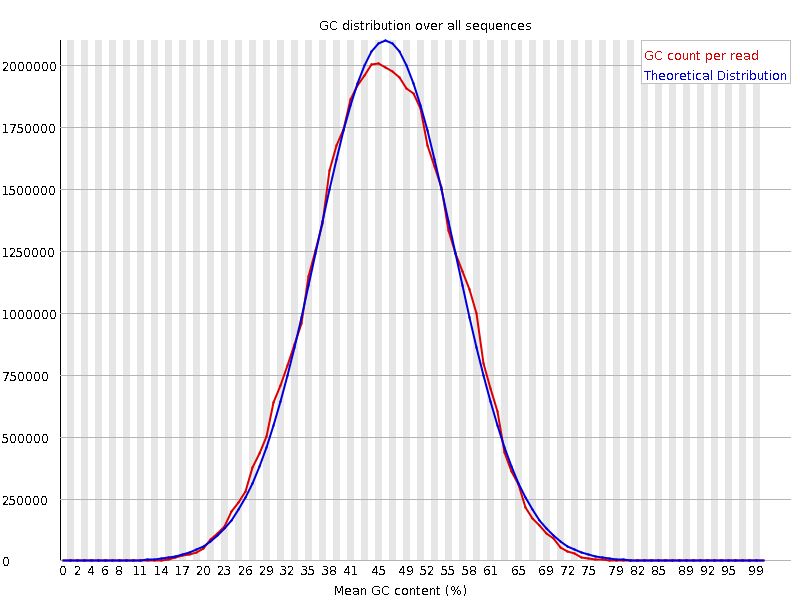 GC distribution over all sequences
GC count per read
Theoretical Distribution
2000000
1750000
1500000
1250000
1000000
750000
500000
250000
0
0 2 4 6 8 11 14 17 20 23 26 29 32 35 38 41 45 49 52 55 58 61 65 69 72 75 79 82 85 89 92 95 99
Mean GC content (%)